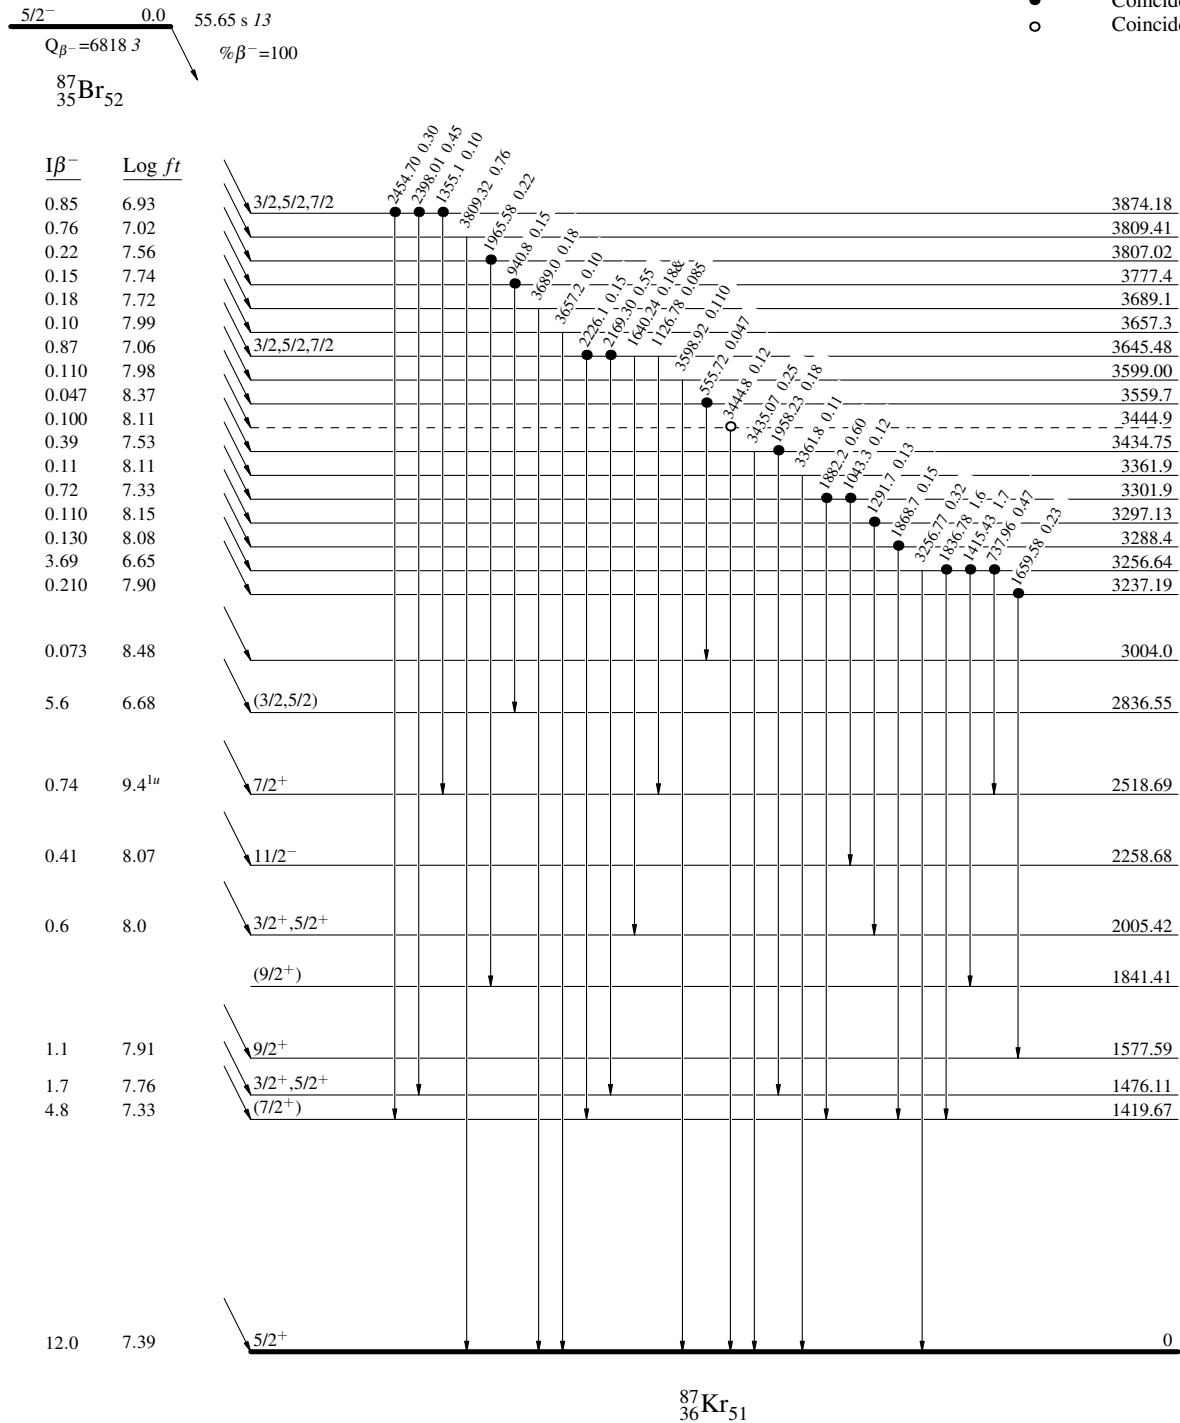 5/2− 0.0 55.65 s 13
Qβ−=6818 3 %β−=100
87 35 Br 52
● Coincide
○ Coincide
Iβ− Log ft
2454.70 0.30
2398.01 0.45
1355.1 0.10
3809.32 0.76
1965.58 0.22
940.8 0.15
3689.0 0.18
3657.2 0.10
2226.1 0.15
2169.30 0.55
1640.24 0.18&
1126.78 0.085
3598.92 0.110
555.72 0.047
3444.8 0.12
3435.07 0.25
1958.23 0.18
3361.8 0.11
1882.2 0.60
1043.3 0.12
1291.7 0.13
1868.7 0.15
3256.77 0.32
1836.78 1.6
1415.43 1.7
737.96 0.47
1659.58 0.23
0.85 6.93 3/2,5/2,7/2 3874.18
0.76 7.02 3809.41
0.22 7.56 3807.02
0.15 7.74 3777.4
0.18 7.72 3689.1
0.10 7.99 3657.3
0.87 7.06 3/2,5/2,7/2 3645.48
0.110 7.98 3599.00
0.047 8.37 3559.7
0.100 8.11 3444.9
0.39 7.53 3434.75
0.11 8.11 3361.9
0.72 7.33 3301.9
0.110 8.15 3297.13
0.130 8.08 3288.4
3.69 6.65 3256.64
0.210 7.90 3237.19
0.073 8.48 3004.0
5.6 6.68 (3/2,5/2) 2836.55
0.74 9.4 1u 7/2+ 2518.69
0.41 8.07 11/2− 2258.68
0.6 8.0 3/2+,5/2+ 2005.42
(9/2+) 1841.41
1.1 7.91 9/2+ 1577.59
1.7 7.76 3/2+,5/2+ 1476.11
4.8 7.33 (7/2+) 1419.67
12.0 7.39 5/2+ 0
87 36 Kr 51